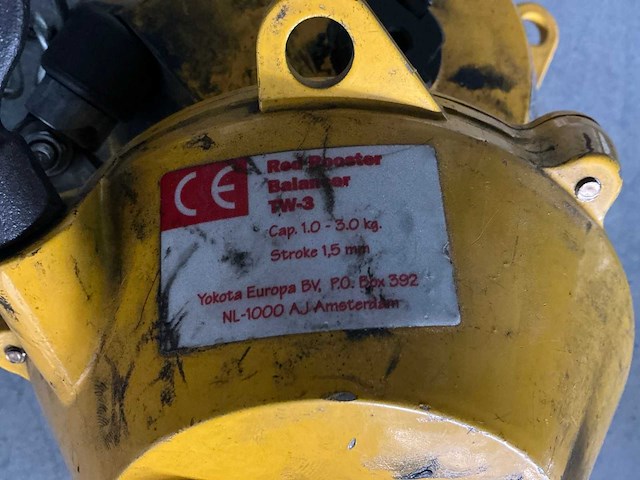 CE
Red Rooster
Balancer
TW-3
Cap. 1.0 - 3.0 kg.
Stroke 1,5 mm
Yokota Europa BV, P.O. Box 392
NL-1000 AJ Amsterdam